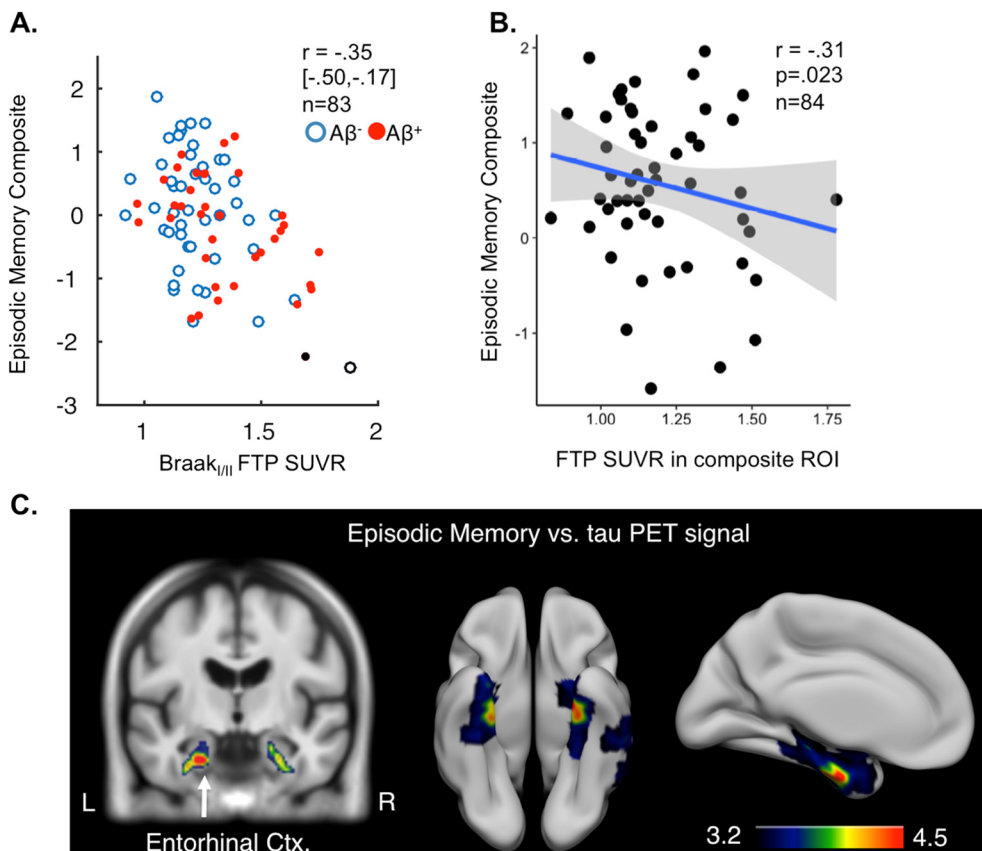 A.
r = -.35
[-.50,-.17]
n=83
Aβ⁻ Aβ⁺
2
1
0
-1
-2
-3
1 1.5 2
Episodic Memory Composite
Braak_I/II FTP SUVR
B.
r = -.31
p=.023
n=84
2
1
0
-1
1.00 1.25 1.50 1.75
Episodic Memory Composite
FTP SUVR in composite ROI
C.
Episodic Memory vs. tau PET signal
L R
Entorhinal Ctx.
3.2 4.5